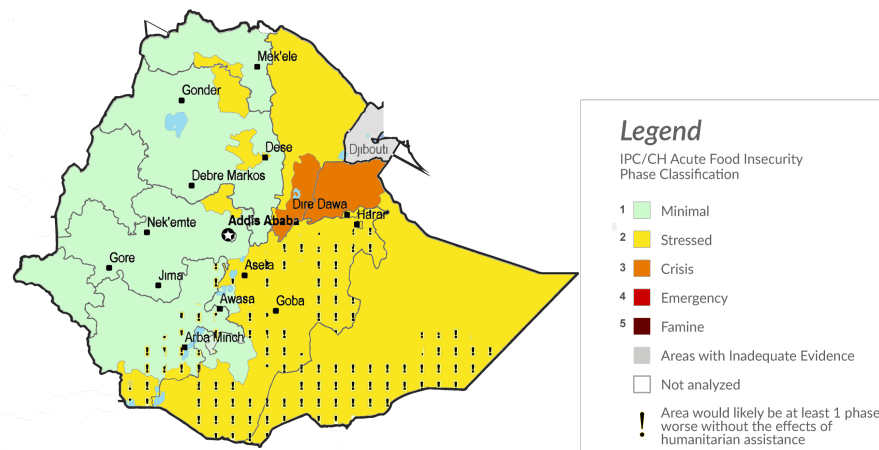 Mek'ele
Gonder
Djibouti
Dese
Debre Markos
Dire Dawa
Harar
Addis Ababa
Nek'emte
Gore
Asela
Jima
Awasa
Goba
Arba Minch
Legend
IPC/CH Acute Food Insecurity
Phase Classification
1 Minimal
2 Stressed
3 Crisis
4 Emergency
5 Famine
Areas with Inadequate Evidence
Not analyzed
! Area would likely be at least 1 phase
worse without the effects of
humanitarian assistance